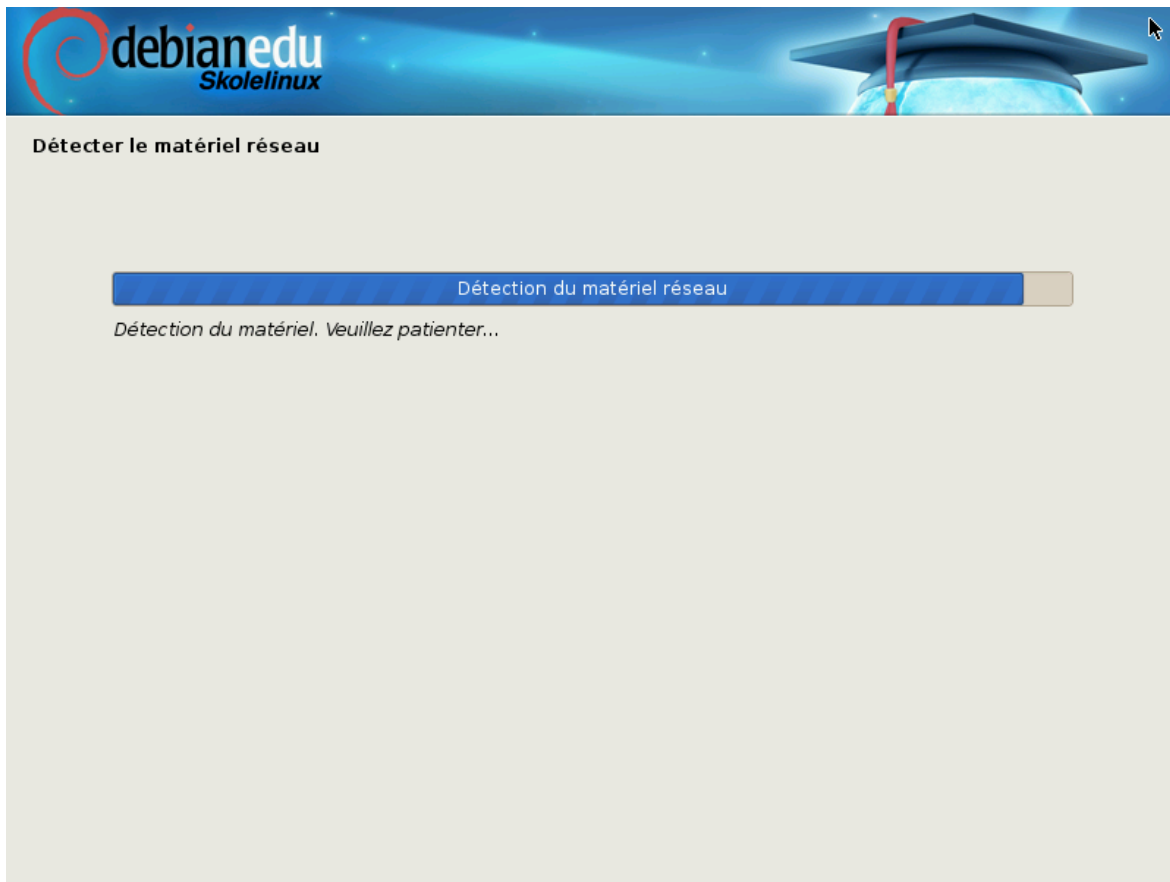 debianedu
Skolelinux
Détecter le matériel réseau
Détection du matériel réseau
Détection du matériel. Veuillez patienter...